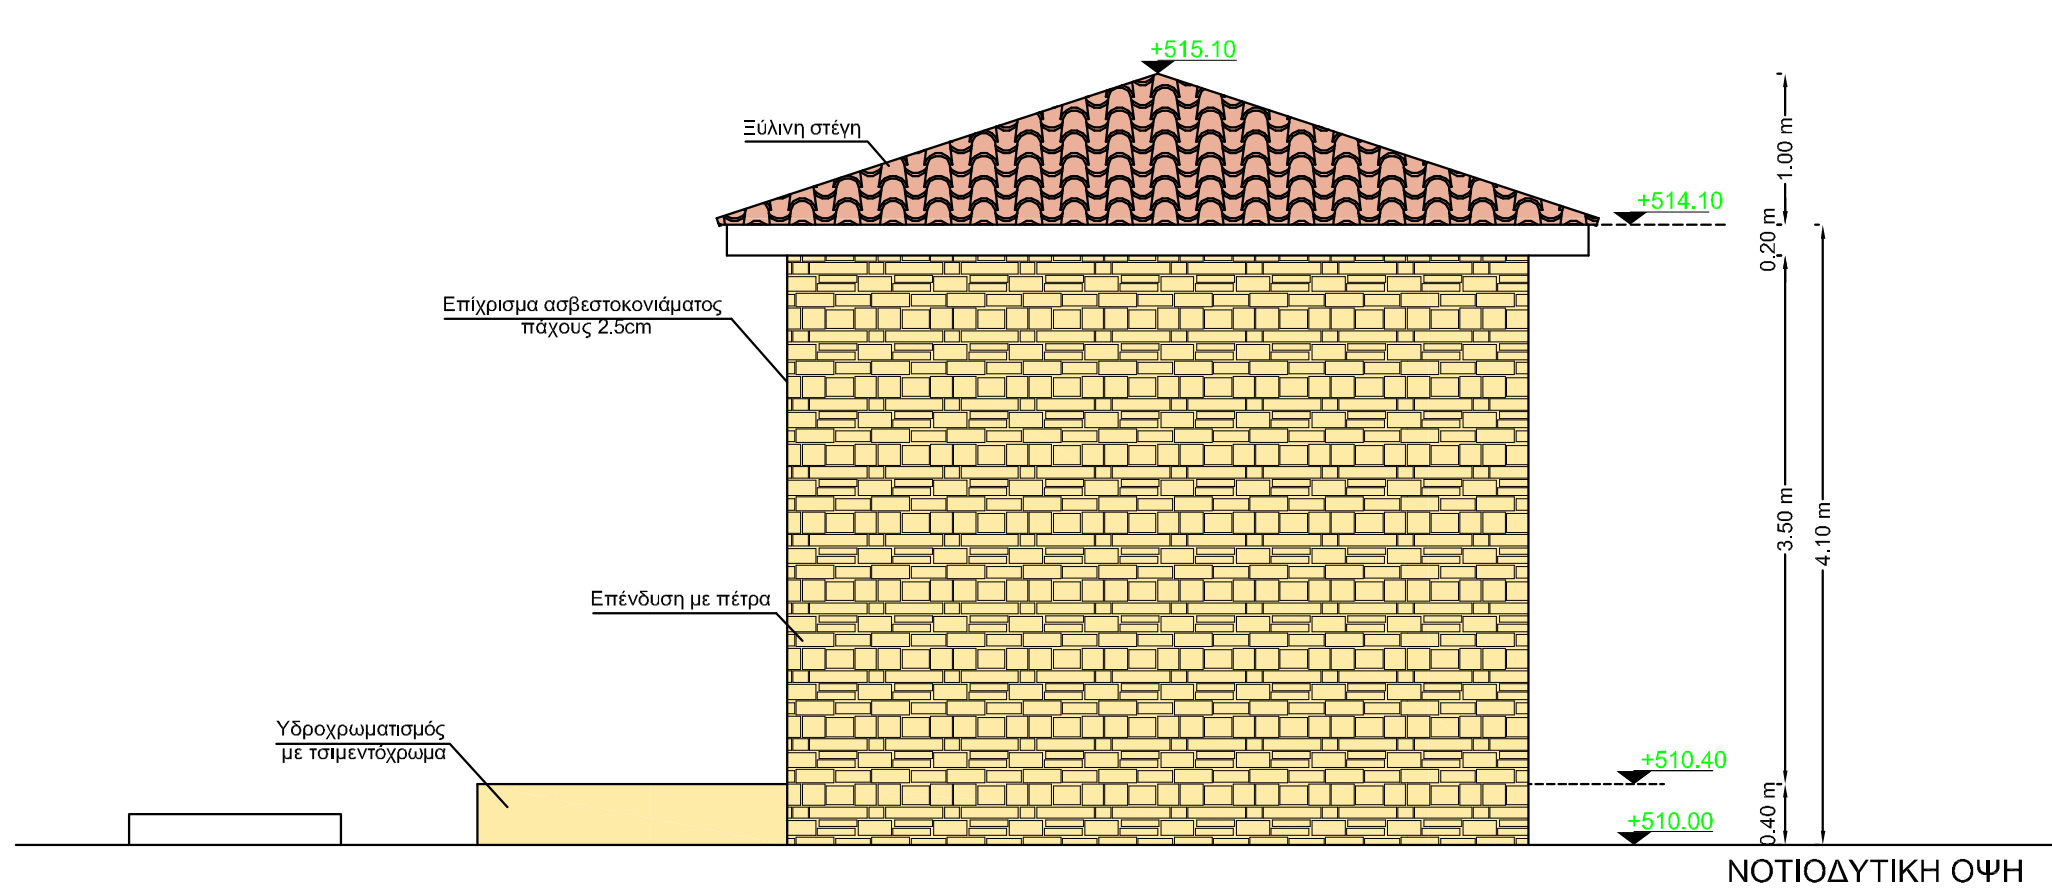 +515.10
Ξύλινη στέγη
1.00 m
+514.10
0.20 m
Επίχρισμα ασβεστοκονιάματος
πάχους 2.5cm
3.50 m
4.10 m
Επένδυση με πέτρα
Υδροχρωματισμός
με τσιμεντόχρωμα
+510.40
0.40 m
+510.00
ΝΟΤΙΟΔΥΤΙΚΗ ΟΨΗ